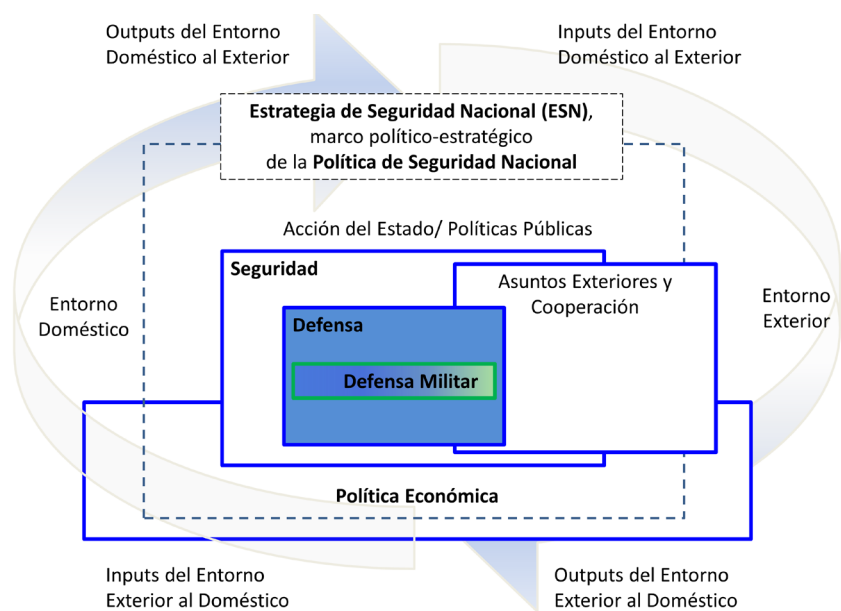 Outputs del Entorno
Doméstico al Exterior
Inputs del Entorno
Doméstico al Exterior
Estrategia de Seguridad Nacional (ESN),
marco político-estratégico
de la Política de Seguridad Nacional
Acción del Estado/ Políticas Públicas
Seguridad
Asuntos Exteriores y
Cooperación
Entorno
Doméstico
Entorno
Exterior
Defensa
Defensa Militar
Política Económica
Inputs del Entorno
Exterior al Doméstico
Outputs del Entorno
Exterior al Doméstico